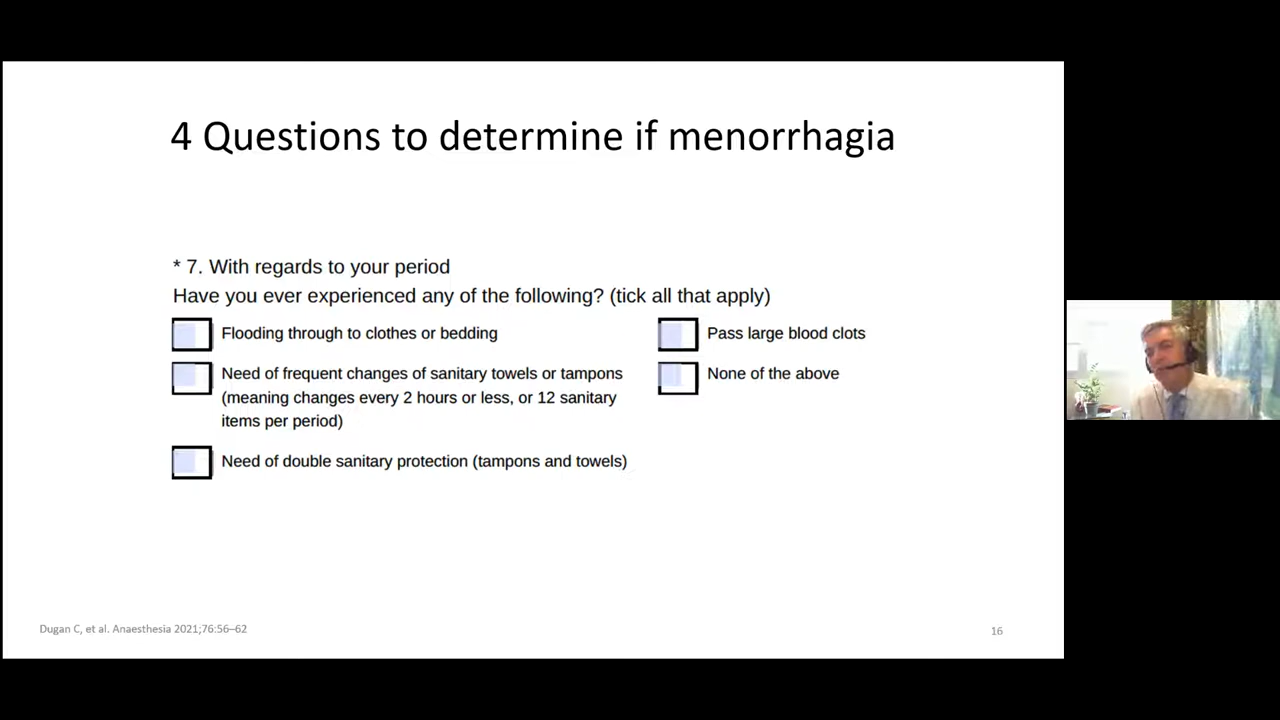 4 Questions to determine if menorrhagia
* 7. With regards to your period
Have you ever experienced any of the following? (tick all that apply)
Flooding through to clothes or bedding
Need of frequent changes of sanitary towels or tampons
(meaning changes every 2 hours or less, or 12 sanitary
items per period)
Need of double sanitary protection (tampons and towels)
Pass large blood clots
None of the above
Dugan C, et al. Anaesthesia 2021;76:56–62
16